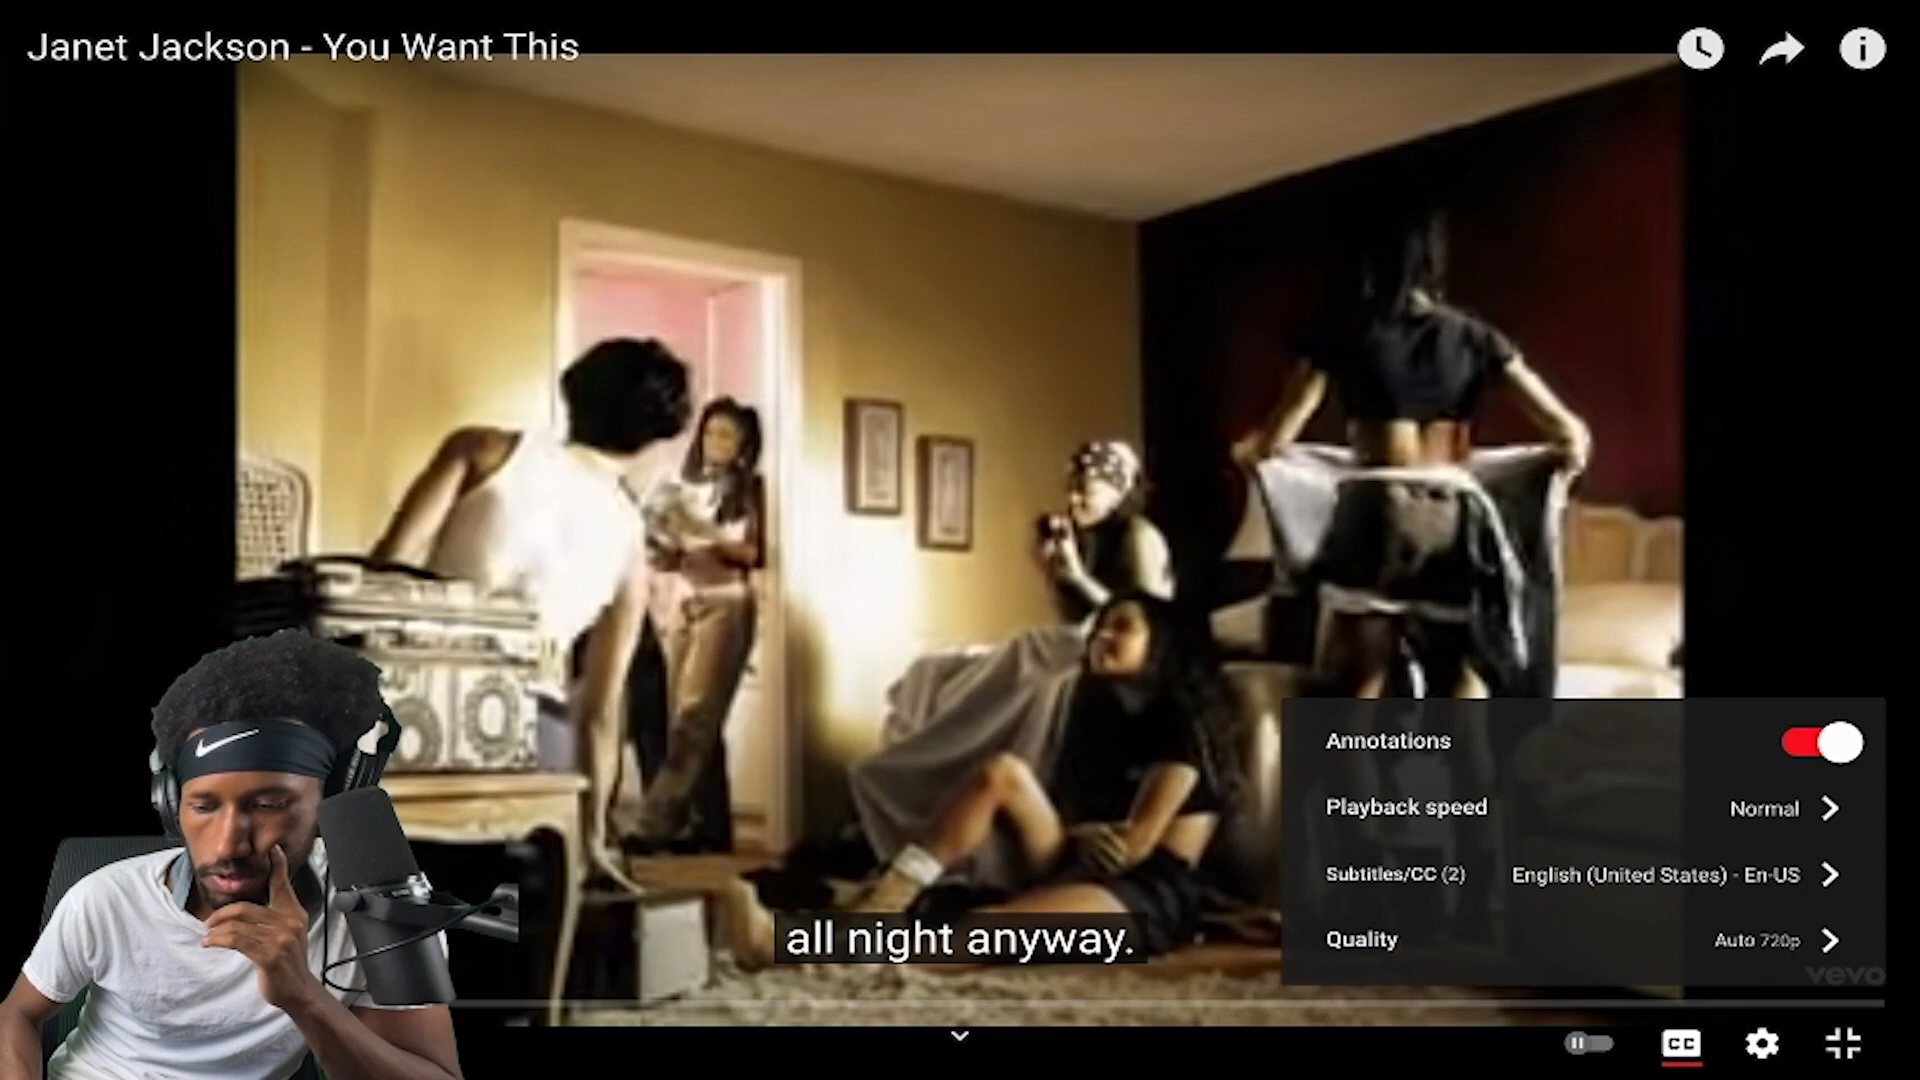 Janet Jackson - You Want This
Annotations
Playback speed Normal
Subtitles/CC (2) English (United States) - En-US
all night anyway.
Quality Auto 720p
vevo
CC